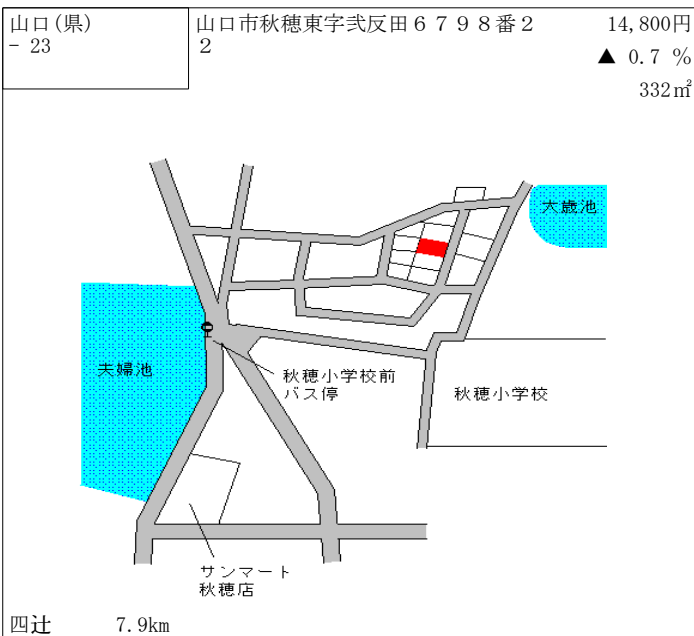 山口(県)
- 23
山口市秋穂東字弐反田６７９８番２
2
14,800円
▲ 0.7 %
332㎡
大歳池
夫婦池
秋穂小学校前
バス停
秋穂小学校
サンマート
秋穂店
四辻 7.9km